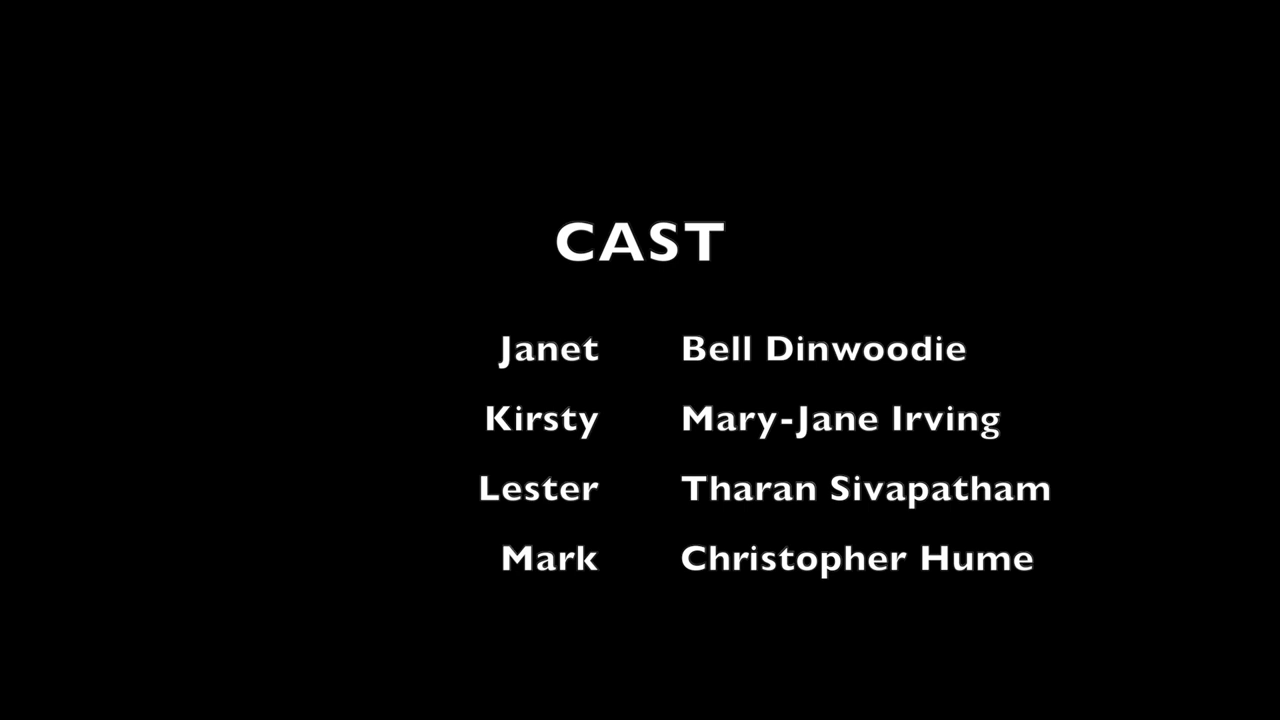 CAST
Janet Bell Dinwoodie
Kirsty Mary-Jane Irving
Lester Tharan Sivapatham
Mark Christopher Hume